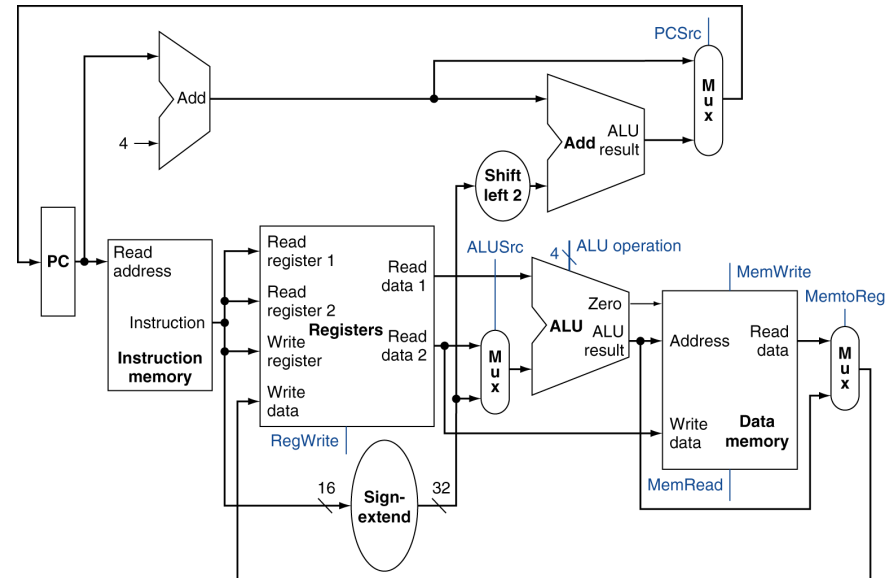 PCSrc
M
u
x
Add
4
Add
ALU
result
Shift
left 2
PC
Read
address
Instruction
Instruction
memory
Read
register 1
Read
register 2
Write
register
Write
data
Registers
Read
data 1
Read
data 2
RegWrite
16
Sign-
extend
32
ALUSrc
M
u
x
4
ALU operation
Zero
ALU
ALU
result
MemWrite
Address
Read
data
Write
data
Data
memory
MemRead
MemtoReg
M
u
x